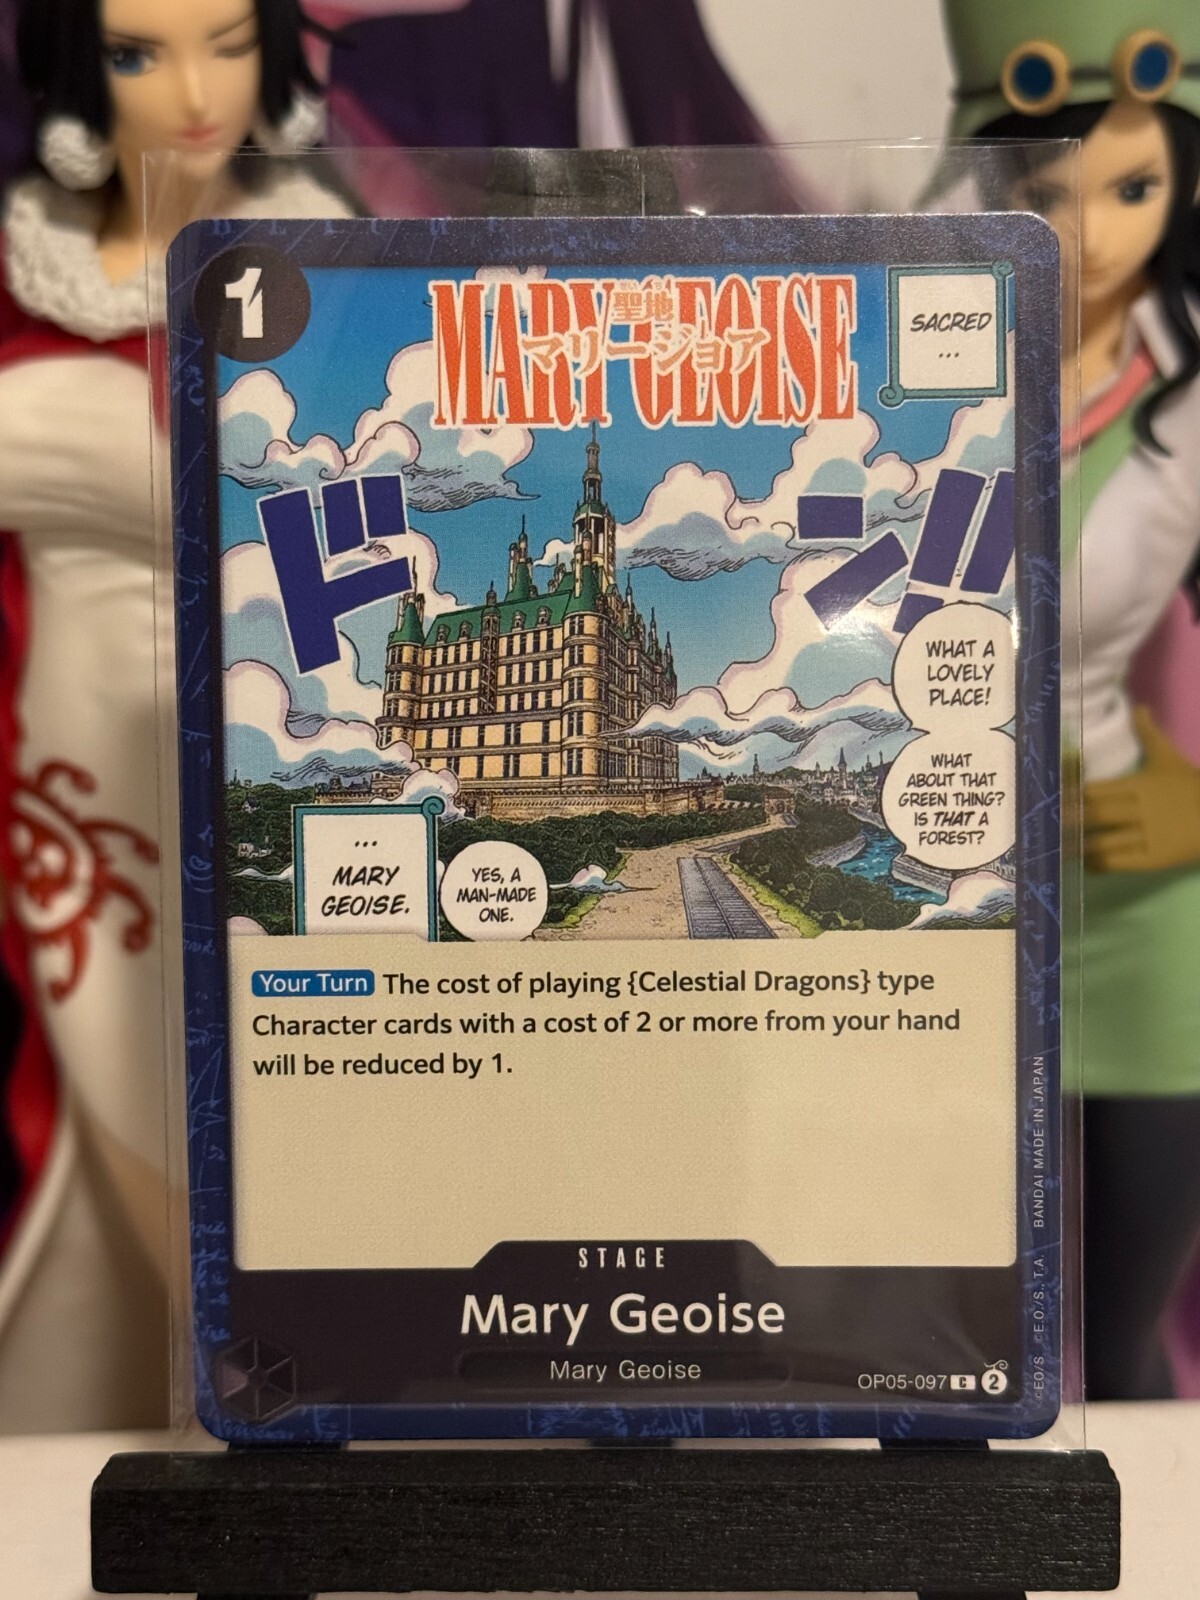 1
MARY GEOISE
聖地
マリージョア
SACRED
...
ドン!!
WHAT A
LOVELY
PLACE!
WHAT
ABOUT THAT
GREEN THING?
IS THAT A
FOREST?
...
MARY
GEOISE.
YES, A
MAN-MADE
ONE.
Your Turn The cost of playing {Celestial Dragons} type
Character cards with a cost of 2 or more from your hand
will be reduced by 1.
STAGE
Mary Geoise
Mary Geoise
OP05-097 C 2
©EO/S ©E.O./S., T.A. BANDAI MADE IN JAPAN